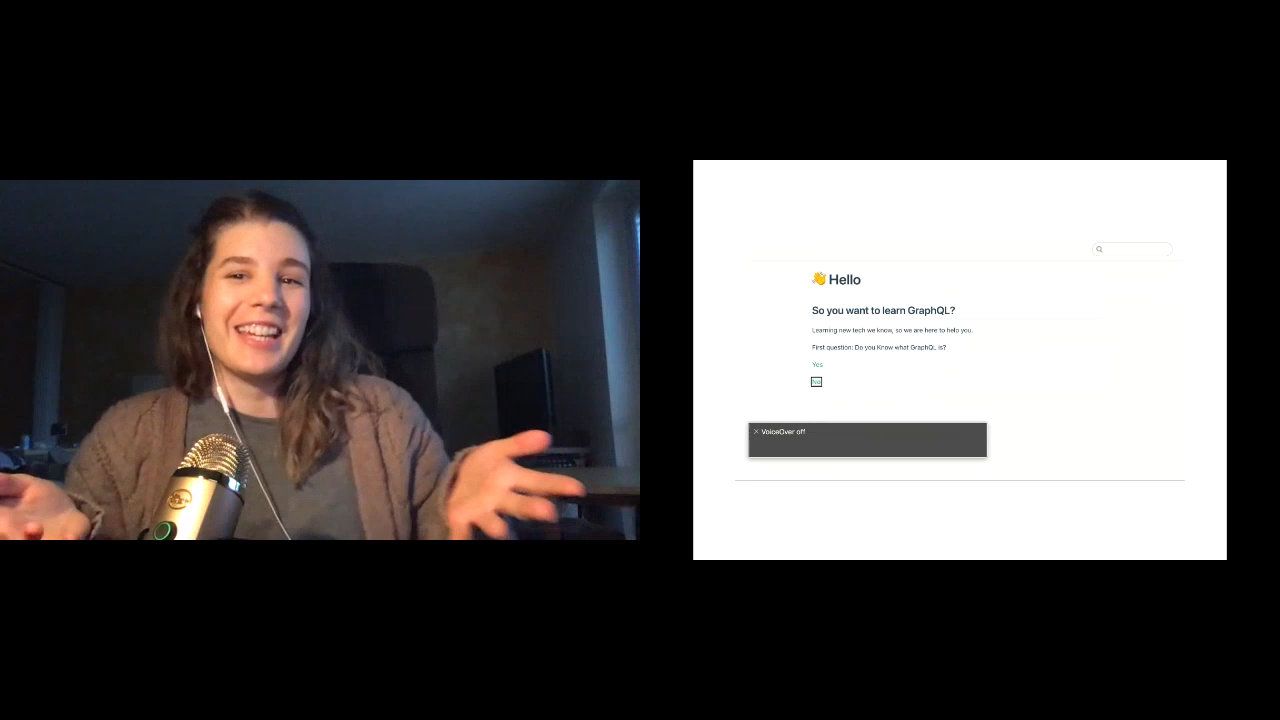 👋 Hello
So you want to learn GraphQL?
Learning new tech we know, so we are here to help you.
First question: Do you Know what GraphQL is?
Yes
No
× VoiceOver off